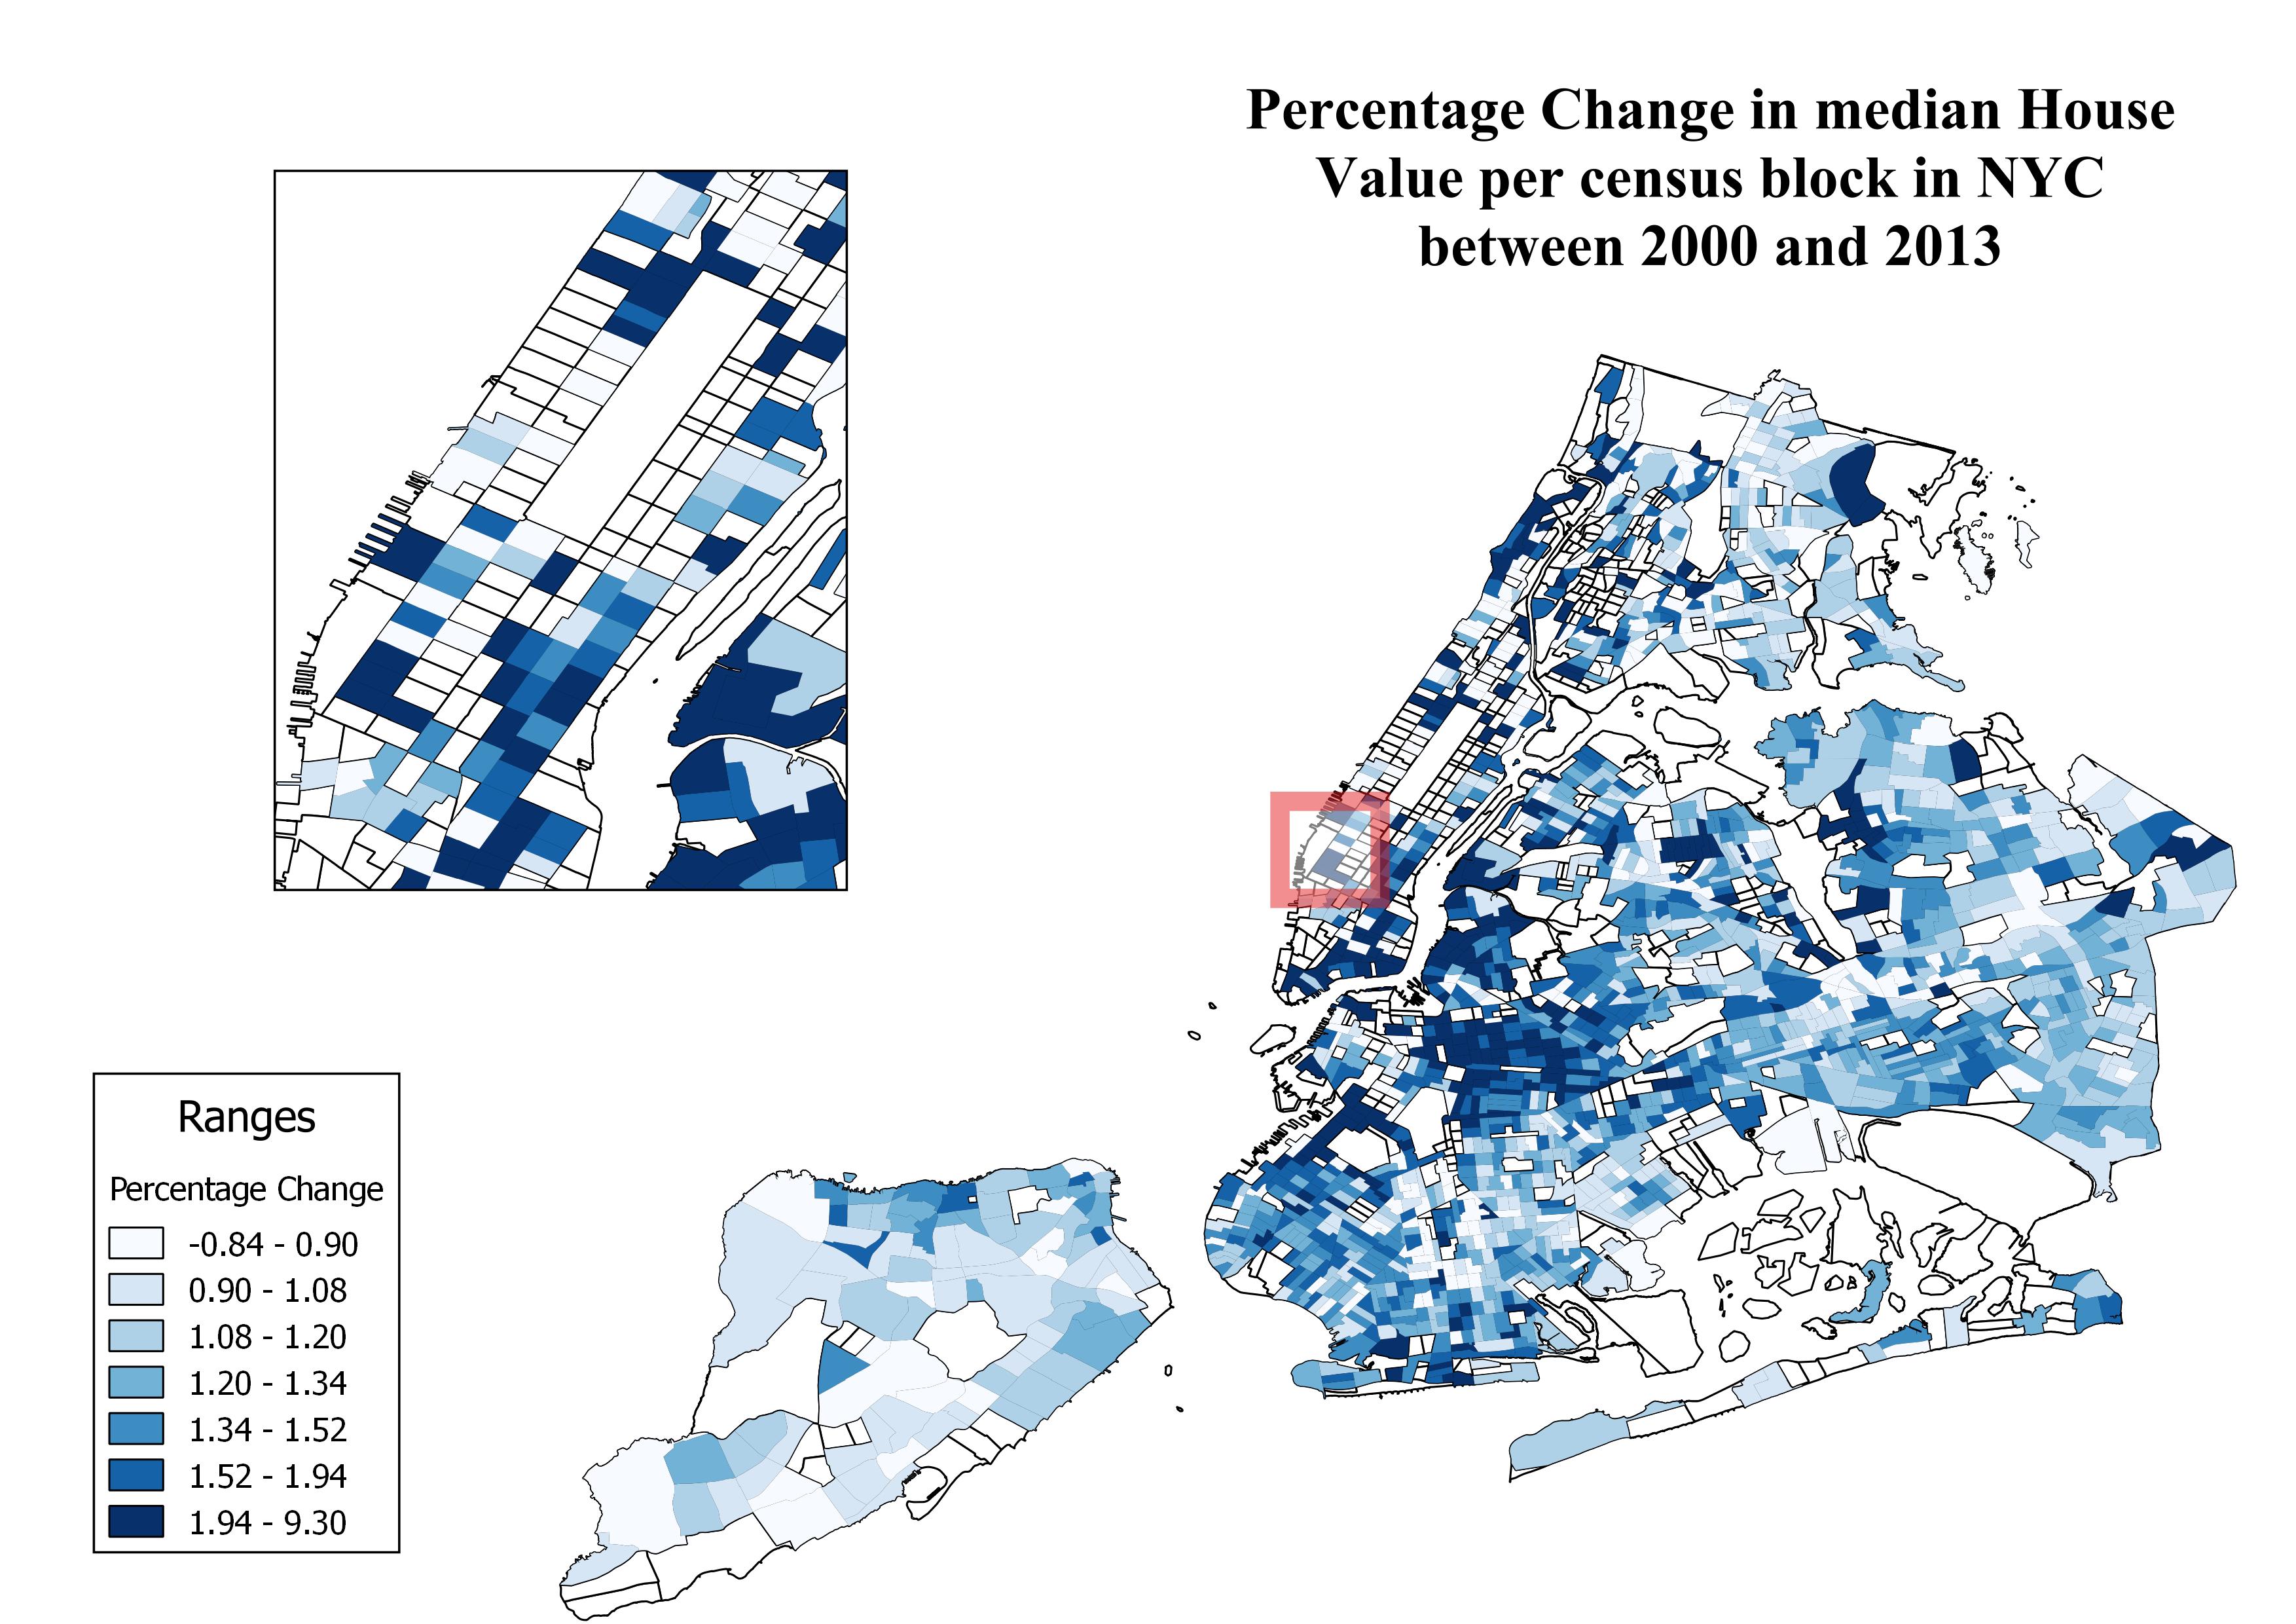 Percentage Change in median House
Value per census block in NYC
between 2000 and 2013
Ranges
Percentage Change
-0.84 - 0.90
0.90 - 1.08
1.08 - 1.20
1.20 - 1.34
1.34 - 1.52
1.52 - 1.94
1.94 - 9.30